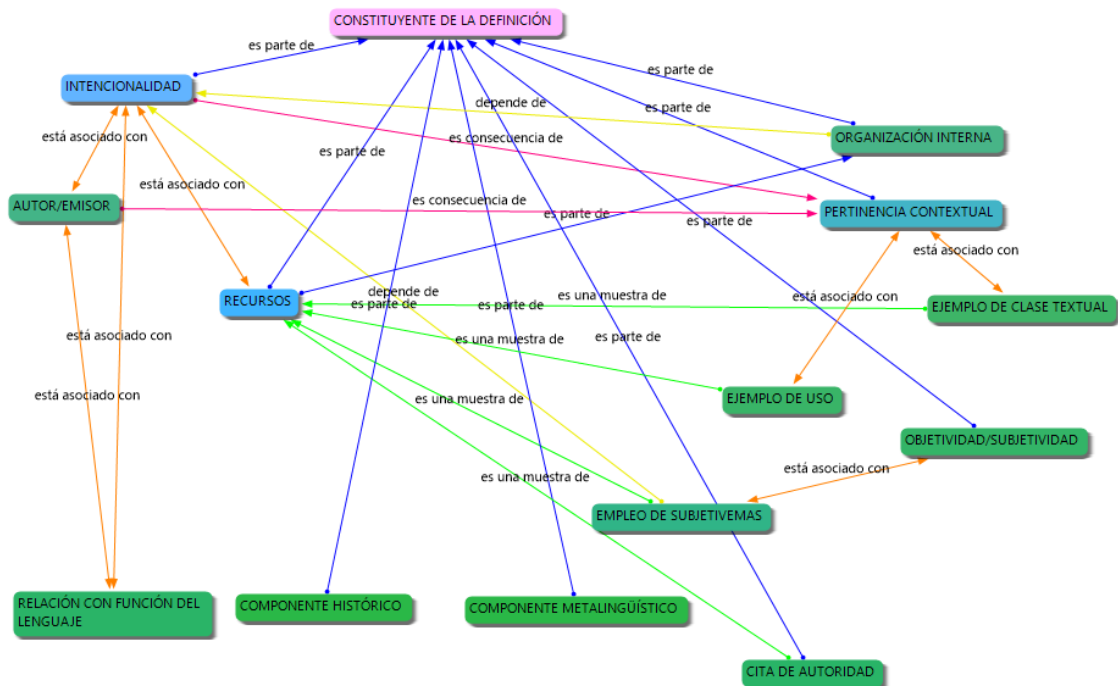 CONSTITUYENTE DE LA DEFINICIÓN
es parte de
es parte de
INTENCIONALIDAD
depende de
es parte de
está asociado con
es consecuencia de
ORGANIZACIÓN INTERNA
es parte de
está asociado con
AUTOR/EMISOR
es consecuencia de
es parte de
es parte de
PERTINENCIA CONTEXTUAL
está asociado con
RECURSOS
depende de
es parte de
es parte de
es una muestra de
está asociado con
EJEMPLO DE CLASE TEXTUAL
está asociado con
es una muestra de
es parte de
está asociado con
EJEMPLO DE USO
es una muestra de
OBJETIVIDAD/SUBJETIVIDAD
está asociado con
es una muestra de
EMPLEO DE SUBJETIVEMAS
RELACIÓN CON FUNCIÓN DEL
LENGUAJE
COMPONENTE HISTÓRICO
COMPONENTE METALINGÜÍSTICO
CITA DE AUTORIDAD